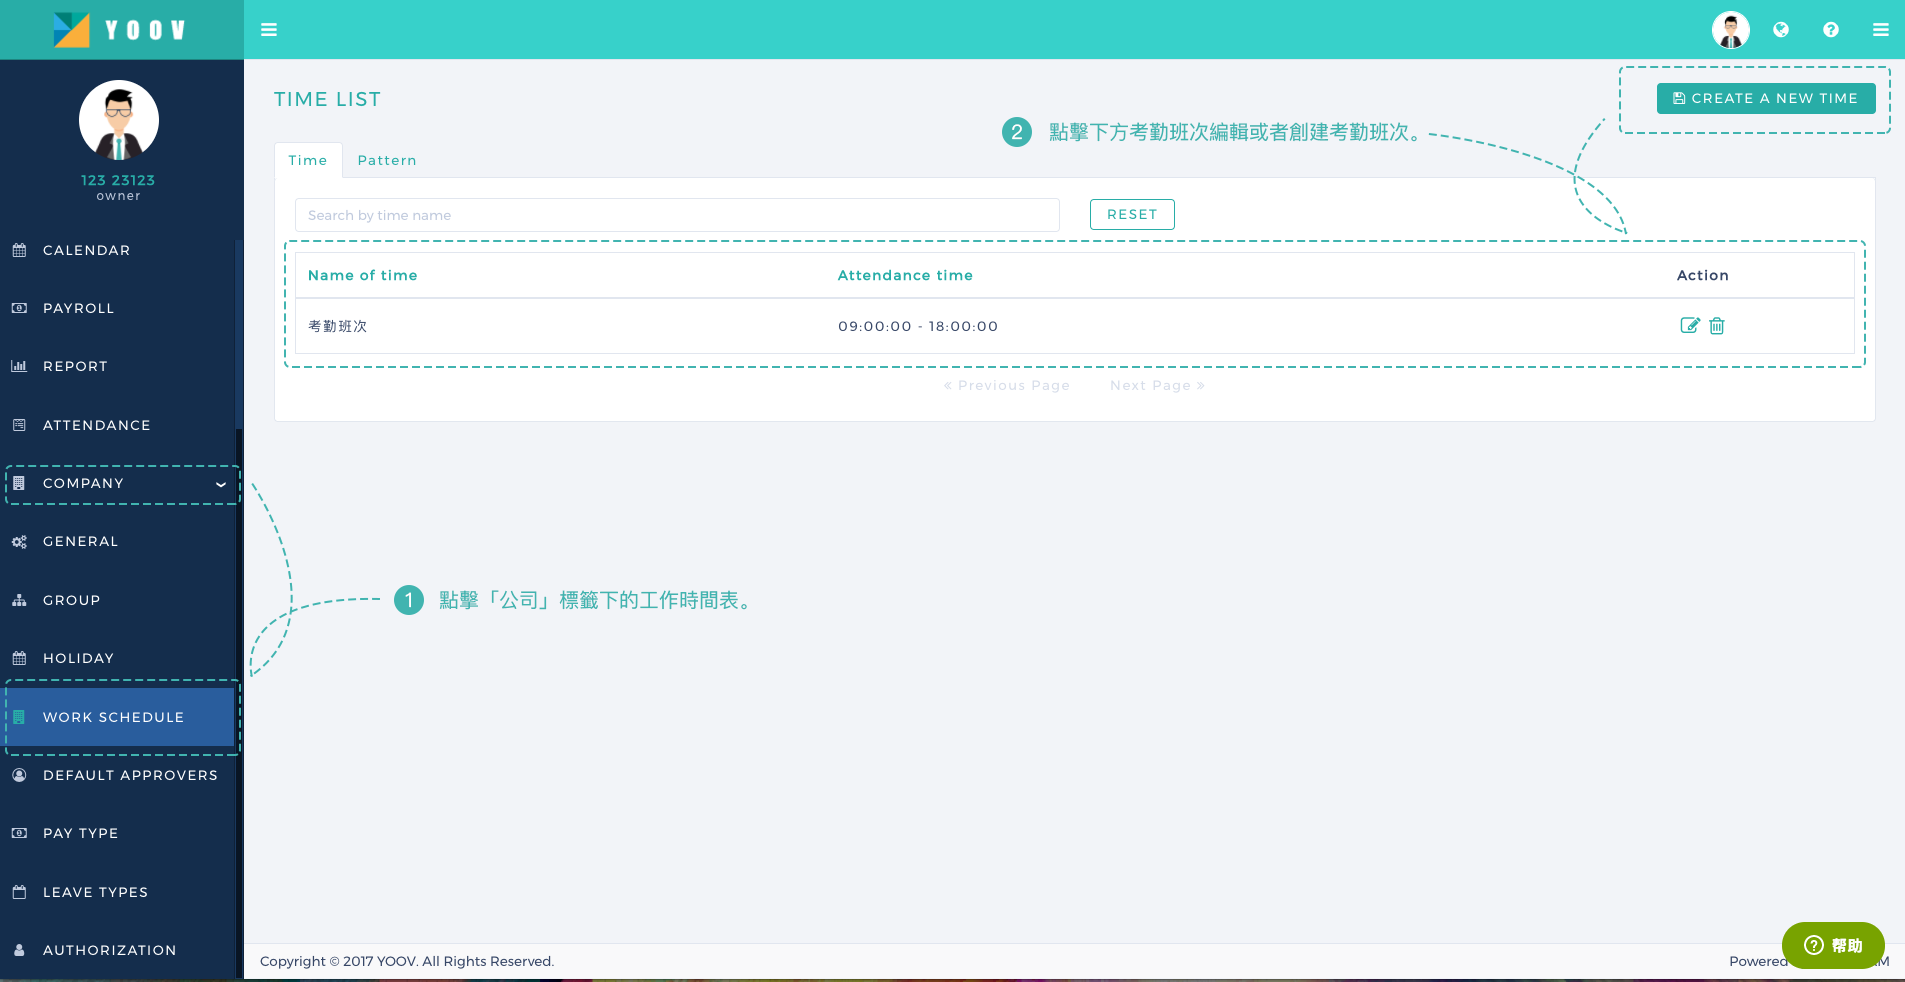 YOOV
123 23123
owner
CALENDAR
PAYROLL
REPORT
ATTENDANCE
COMPANY
GENERAL
GROUP
HOLIDAY
WORK SCHEDULE
DEFAULT APPROVERS
PAY TYPE
LEAVE TYPES
AUTHORIZATION
TIME LIST
CREATE A NEW TIME
2 點擊下方考勤班次編輯或者創建考勤班次。
Time Pattern
Search by time name RESET
Name of time Attendance time Action
考勤班次 09:00:00 - 18:00:00
« Previous Page Next Page »
1 點擊「公司」標籤下的工作時間表。
Copyright © 2017 YOOV. All Rights Reserved.
Powered
帮助